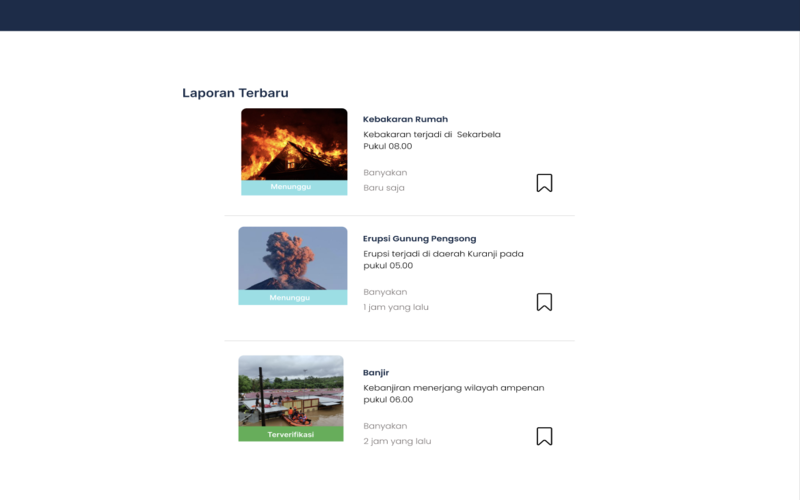 Laporan Terbaru
Kebakaran Rumah
Kebakaran terjadi di Sekarbela
Pukul 08.00
Menunggu
Banyakan
Baru saja
Erupsi Gunung Pengsong
Erupsi terjadi di daerah Kuranji pada
pukul 05.00
Menunggu
Banyakan
1 jam yang lalu
Banjir
Kebanjiran menerjang wilayah ampenan
pukul 06.00
Terverifikasi
Banyakan
2 jam yang lalu